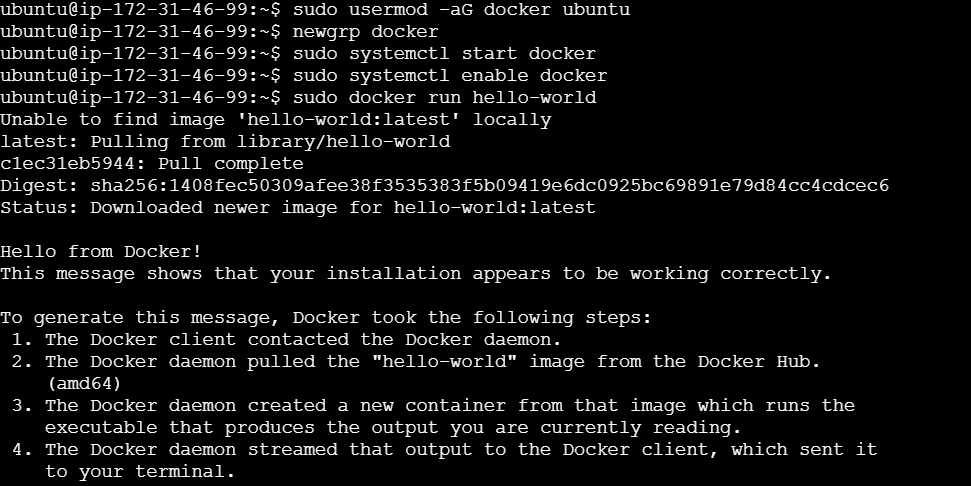 ubuntu@ip-172-31-46-99:~$ sudo usermod -aG docker ubuntu
ubuntu@ip-172-31-46-99:~$ newgrp docker
ubuntu@ip-172-31-46-99:~$ sudo systemctl start docker
ubuntu@ip-172-31-46-99:~$ sudo systemctl enable docker
ubuntu@ip-172-31-46-99:~$ sudo docker run hello-world
Unable to find image 'hello-world:latest' locally
latest: Pulling from library/hello-world
c1ec31eb5944: Pull complete
Digest: sha256:1408fec50309afee38f3535383f5b09419e6dc0925bc69891e79d84cc4cdcec6
Status: Downloaded newer image for hello-world:latest

Hello from Docker!
This message shows that your installation appears to be working correctly.

To generate this message, Docker took the following steps:
 1. The Docker client contacted the Docker daemon.
 2. The Docker daemon pulled the "hello-world" image from the Docker Hub.
    (amd64)
 3. The Docker daemon created a new container from that image which runs the
    executable that produces the output you are currently reading.
 4. The Docker daemon streamed that output to the Docker client, which sent it
    to your terminal.